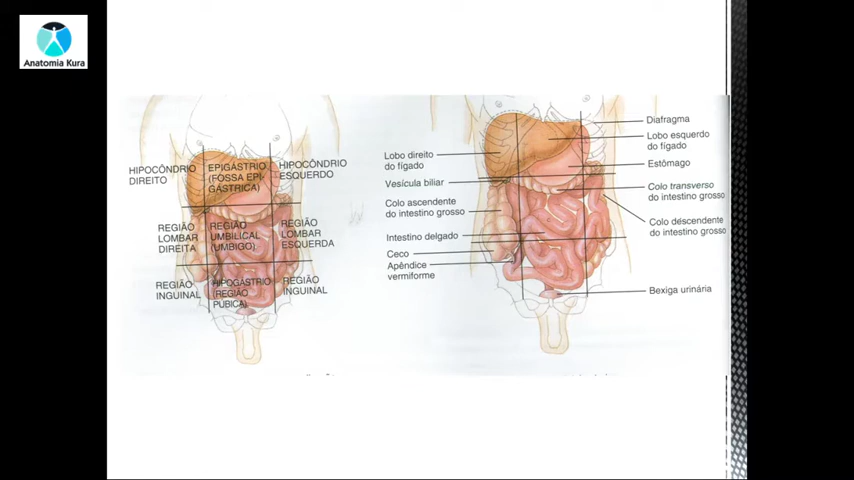 Anatomia Kura
HIPOCÔNDRIO
DIREITO
EPIGÁSTRIO
(FOSSA EPI-
GÁSTRICA)
HIPOCÔNDRIO
ESQUERDO
REGIÃO
LOMBAR
DIREITA
REGIÃO
UMBILICAL
(UMBIGO)
REGIÃO
LOMBAR
ESQUERDA
REGIÃO
INGUINAL
HIPOGÁSTRIO
(REGIÃO
PÚBICA)
REGIÃO
INGUINAL
Lobo direito
do fígado
Vesícula biliar
Colo ascendente
do intestino grosso
Intestino delgado
Ceco
Apêndice
vermiforme
Diafragma
Lobo esquerdo
do fígado
Estômago
Colo transverso
do intestino grosso
Colo descendente
do intestino grosso
Bexiga urinária